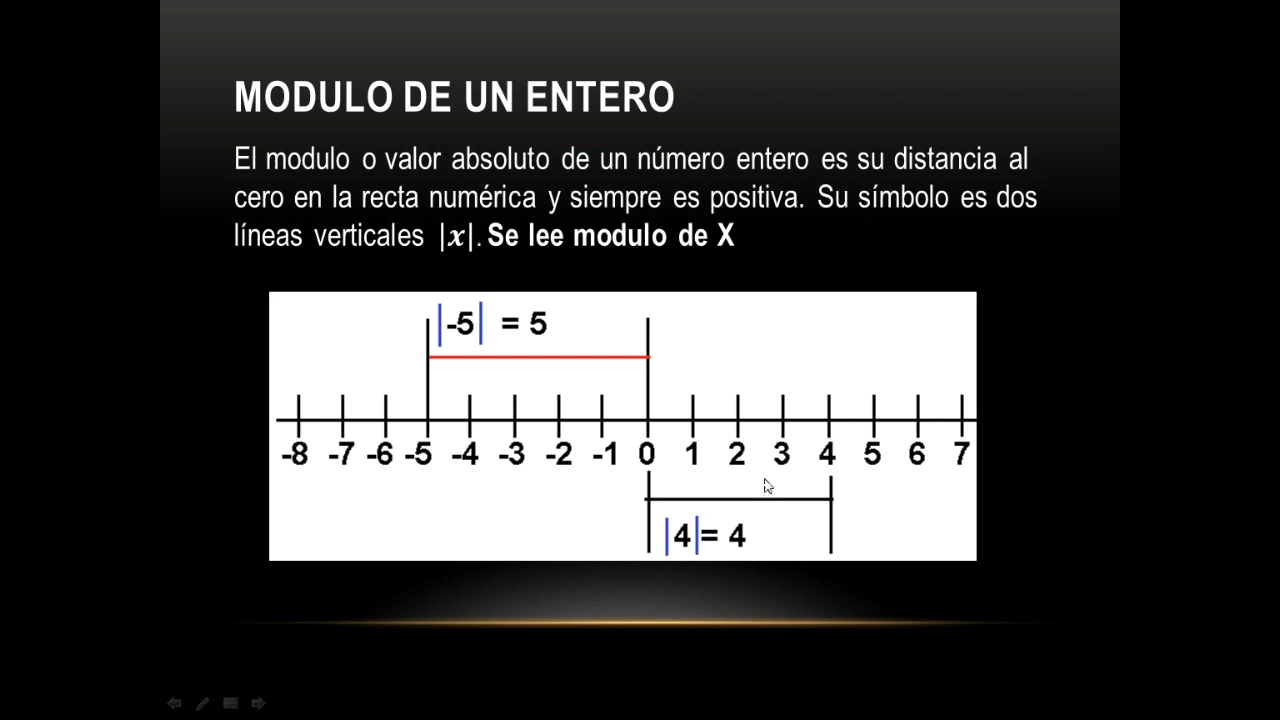 MODULO DE UN ENTERO
El modulo o valor absoluto de un número entero es su distancia al
cero en la recta numérica y siempre es positiva. Su símbolo es dos
líneas verticales |x|. Se lee modulo de X
|-5| = 5
-8 -7 -6 -5 -4 -3 -2 -1 0 1 2 3 4 5 6 7
|4|= 4